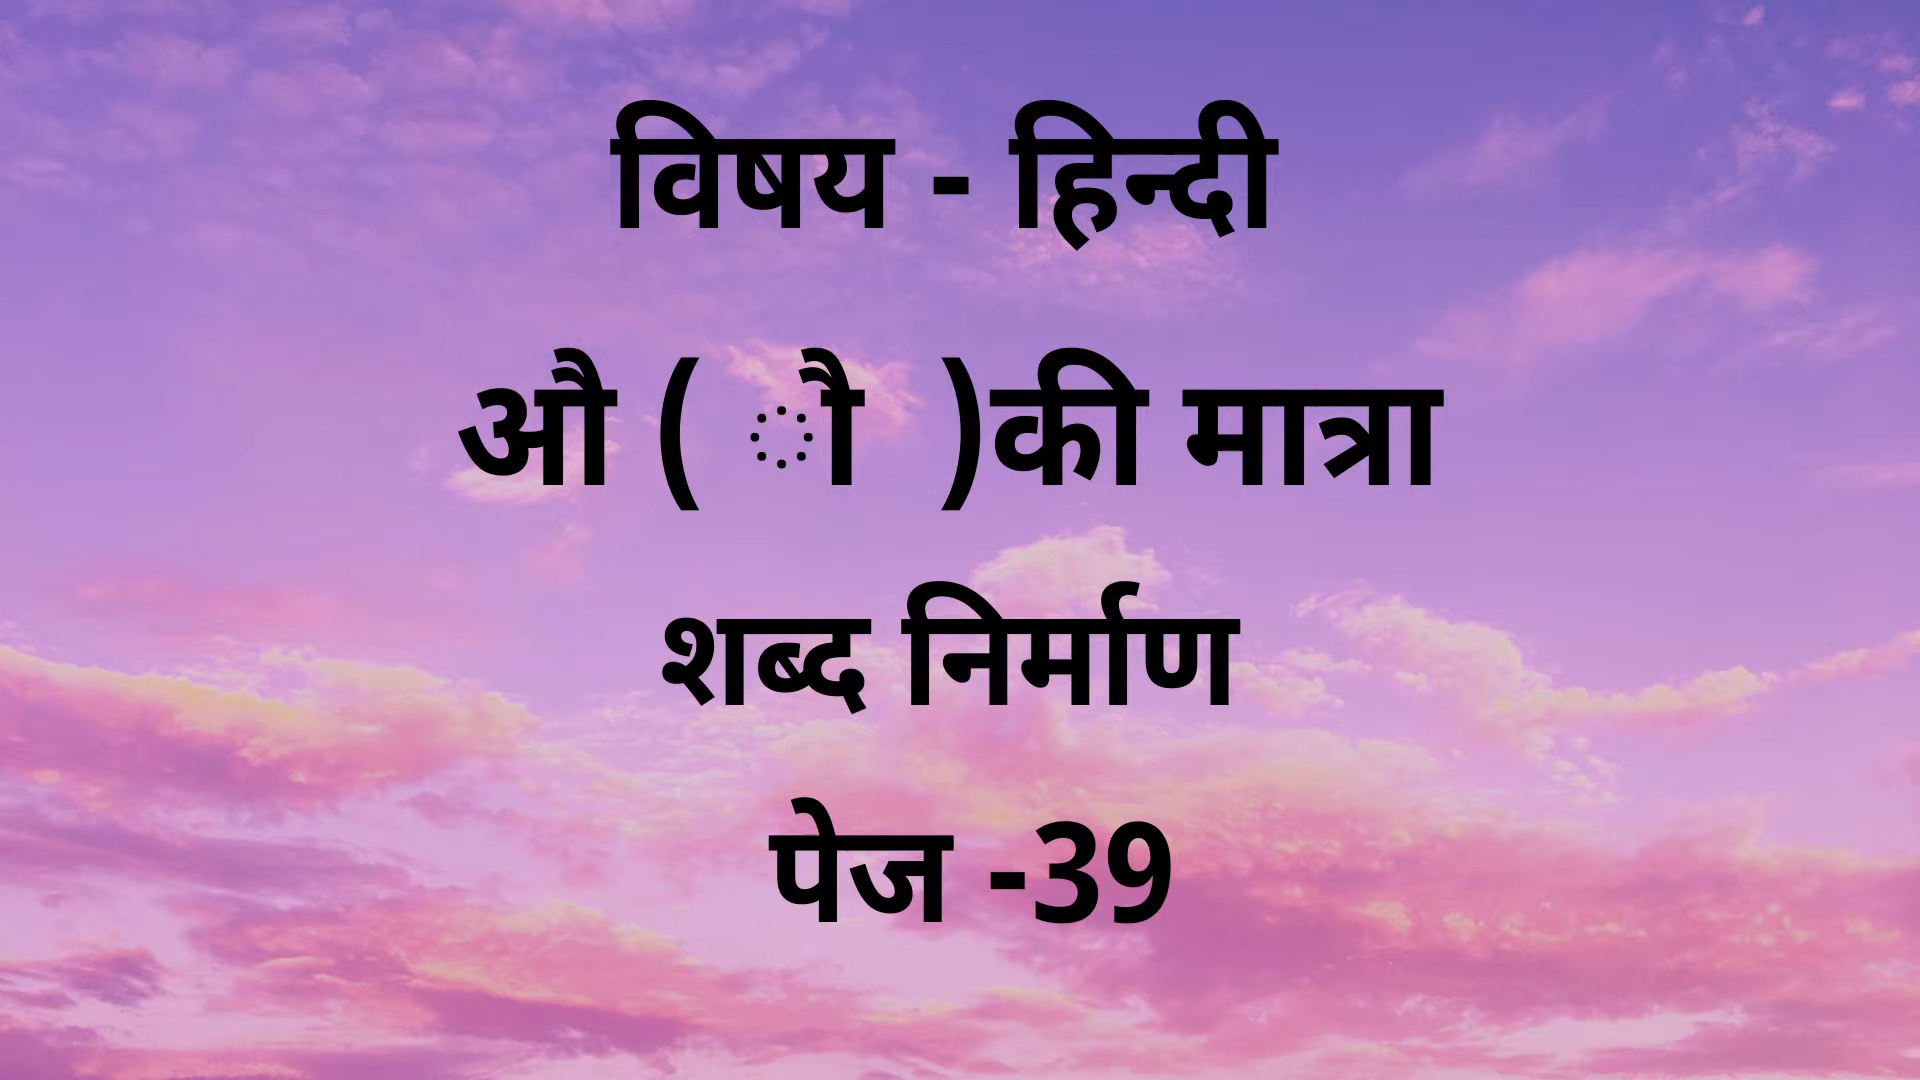 विषय - हिन्दी
औ ( ौ )की मात्रा
शब्द निर्माण
पेज -39